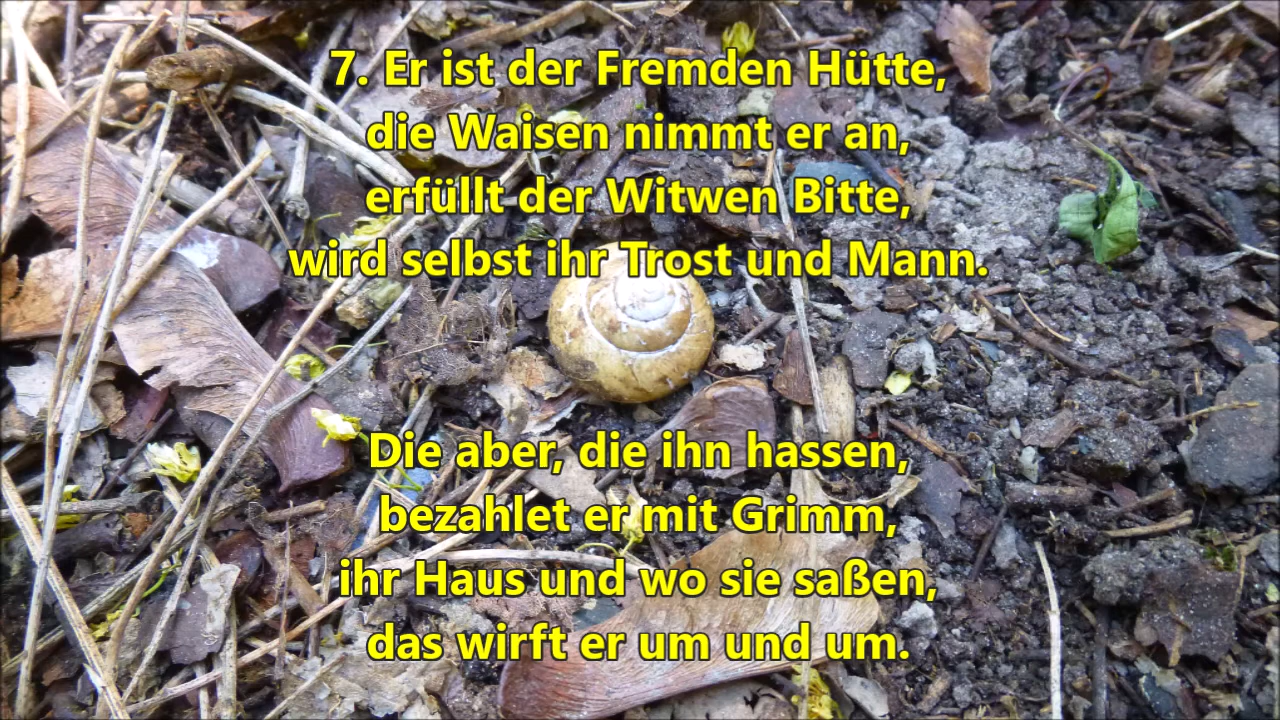 7. Er ist der Fremden Hütte,
die Waisen nimmt er an,
erfüllt der Witwen Bitte,
wird selbst ihr Trost und Mann.
Die aber, die ihn hassen,
bezahlet er mit Grimm,
ihr Haus und wo sie saßen,
das wirft er um und um.